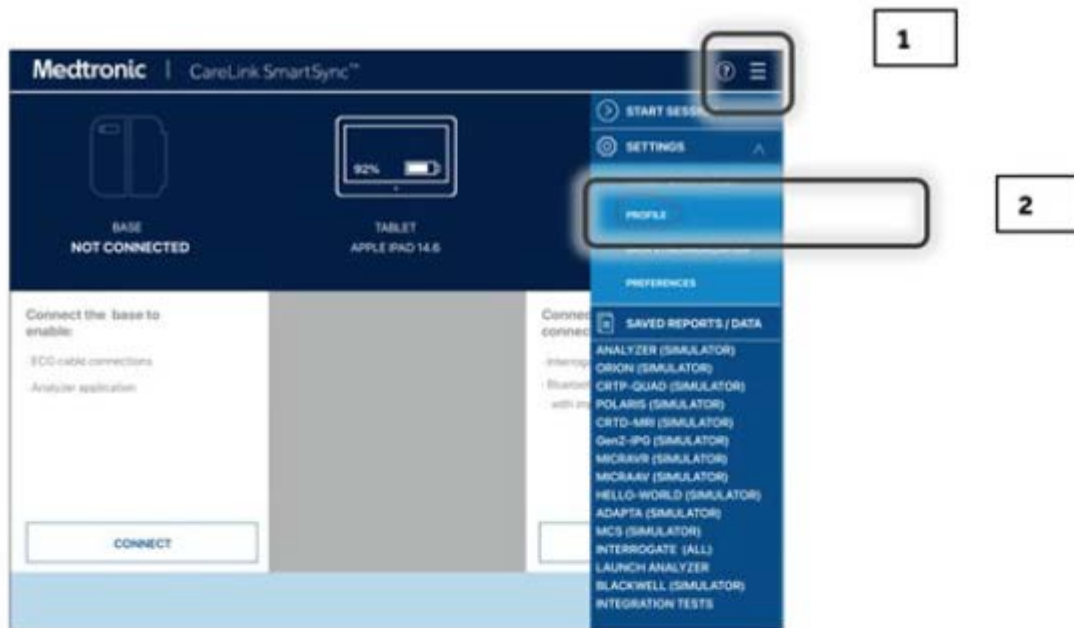 1
Medtronic | CareLink SmartSync™
START SESSI
SETTINGS
92%
PROFILE
2
BASE
NOT CONNECTED
TABLET
APPLE IPAD 14.6
PREFERENCES
Connect the base to
enable:
· ECG cable connections
· Analyzer application
CONNECT
Connec
connec
· Interrog
· Bluetoot
with im
SAVED REPORTS / DATA
ANALYZER (SIMULATOR)
ORION (SIMULATOR)
CRTP-QUAD (SIMULATOR)
POLARIS (SIMULATOR)
CRTD-MRI (SIMULATOR)
Gen2-IPG (SIMULATOR)
MICRAVR (SIMULATOR)
MICRAAV (SIMULATOR)
HELLO-WORLD (SIMULATOR)
ADAPTA (SIMULATOR)
MCS (SIMULATOR)
INTERROGATE (ALL)
LAUNCH ANALYZER
BLACKWELL (SIMULATOR)
INTEGRATION TESTS